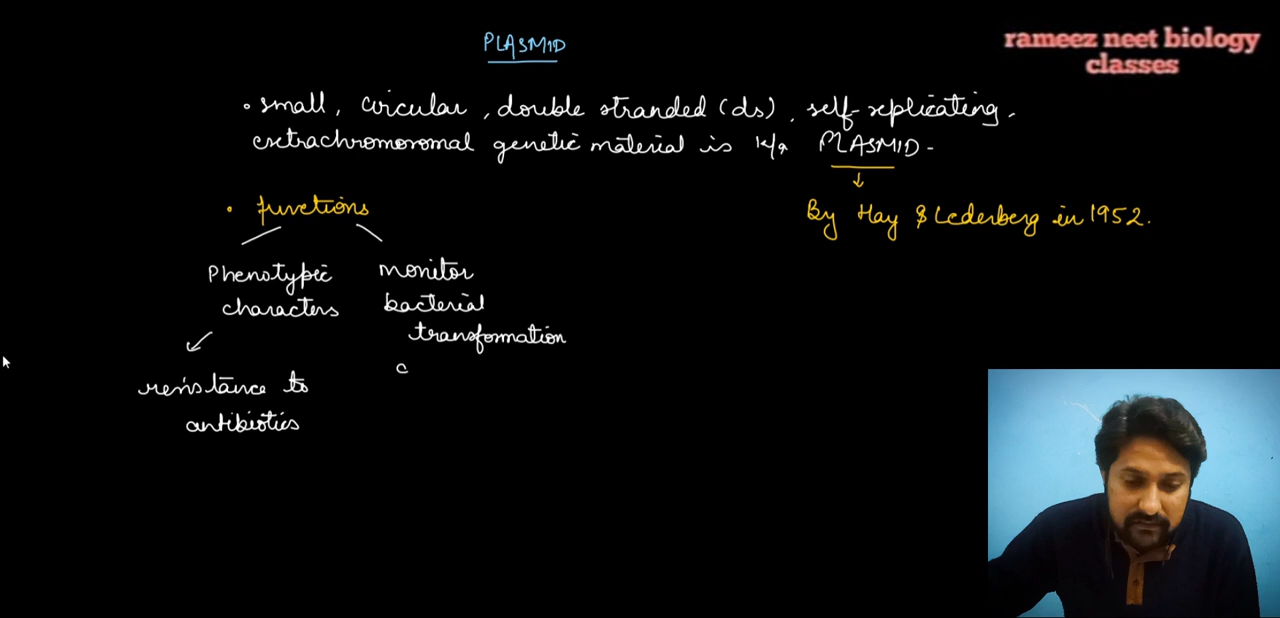 PLASMID
rameez neet biology
classes
• small, circular, double stranded (ds), self-replicating,
extrachromosomal genetic material is k/a PLASMID-
By Hay & Lederberg in 1952.
• functions
Phenotypic
characters
monitor
bacterial
transformation
c
resistance to
antibiotics